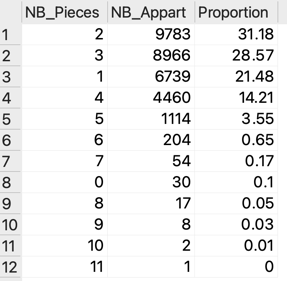 NB_Pieces NB_Appart Proportion
1 2 9783 31.18
2 3 8966 28.57
3 1 6739 21.48
4 4 4460 14.21
5 5 1114 3.55
6 6 204 0.65
7 7 54 0.17
8 0 30 0.1
9 8 17 0.05
10 9 8 0.03
11 10 2 0.01
12 11 1 0